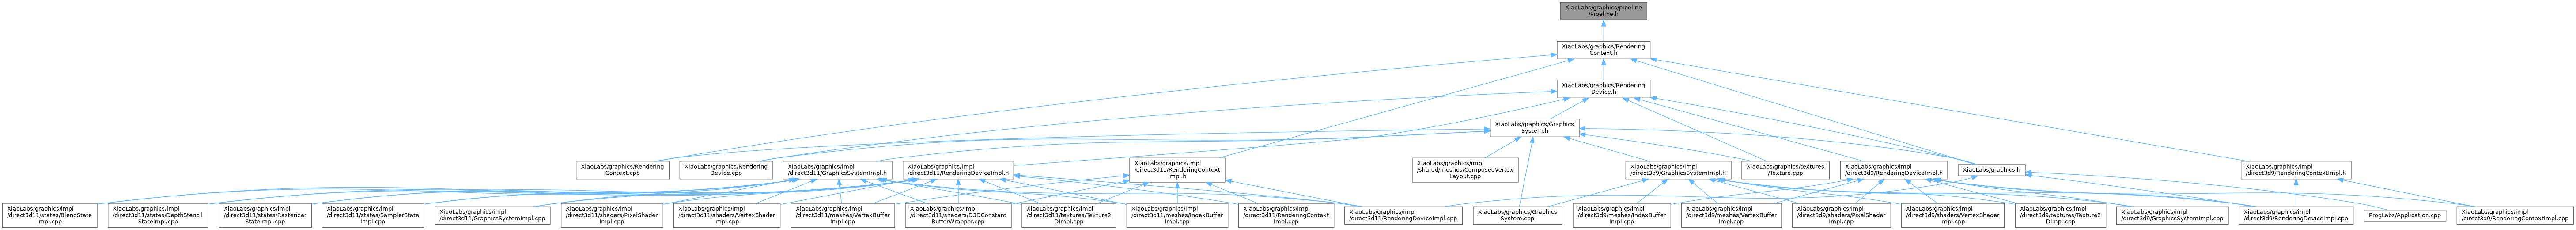 XiaoLabs/graphics/pipeline
/Pipeline.h
XiaoLabs/graphics/Rendering
Context.h
XiaoLabs/graphics/Rendering
Device.h
XiaoLabs/graphics/Graphics
System.h
XiaoLabs/graphics/Rendering
Context.cpp
XiaoLabs/graphics/Rendering
Device.cpp
XiaoLabs/graphics/impl
/direct3d11/GraphicsSystemImpl.h
XiaoLabs/graphics/impl
/direct3d11/RenderingDeviceImpl.h
XiaoLabs/graphics/impl
/direct3d11/RenderingContext
Impl.h
XiaoLabs/graphics/impl
/shared/meshes/ComposedVertex
Layout.cpp
XiaoLabs/graphics/impl
/direct3d9/GraphicsSystemImpl.h
XiaoLabs/graphics/textures
/Texture.cpp
XiaoLabs/graphics/impl
/direct3d9/RenderingDeviceImpl.h
XiaoLabs/graphics.h
XiaoLabs/graphics/impl
/direct3d9/RenderingContextImpl.h
XiaoLabs/graphics/impl
/direct3d11/states/BlendState
Impl.cpp
XiaoLabs/graphics/impl
/direct3d11/states/DepthStencil
StateImpl.cpp
XiaoLabs/graphics/impl
/direct3d11/states/Rasterizer
StateImpl.cpp
XiaoLabs/graphics/impl
/direct3d11/states/SamplerState
Impl.cpp
XiaoLabs/graphics/impl
/direct3d11/GraphicsSystemImpl.cpp
XiaoLabs/graphics/impl
/direct3d11/shaders/PixelShader
Impl.cpp
XiaoLabs/graphics/impl
/direct3d11/shaders/VertexShader
Impl.cpp
XiaoLabs/graphics/impl
/direct3d11/meshes/VertexBuffer
Impl.cpp
XiaoLabs/graphics/impl
/direct3d11/shaders/D3DConstant
BufferWrapper.cpp
XiaoLabs/graphics/impl
/direct3d11/textures/Texture2
DImpl.cpp
XiaoLabs/graphics/impl
/direct3d11/meshes/IndexBuffer
Impl.cpp
XiaoLabs/graphics/impl
/direct3d11/RenderingContext
Impl.cpp
XiaoLabs/graphics/impl
/direct3d11/RenderingDeviceImpl.cpp
XiaoLabs/graphics/Graphics
System.cpp
XiaoLabs/graphics/impl
/direct3d9/meshes/IndexBuffer
Impl.cpp
XiaoLabs/graphics/impl
/direct3d9/meshes/VertexBuffer
Impl.cpp
XiaoLabs/graphics/impl
/direct3d9/shaders/PixelShader
Impl.cpp
XiaoLabs/graphics/impl
/direct3d9/shaders/VertexShader
Impl.cpp
XiaoLabs/graphics/impl
/direct3d9/textures/Texture2
DImpl.cpp
XiaoLabs/graphics/impl
/direct3d9/GraphicsSystemImpl.cpp
XiaoLabs/graphics/impl
/direct3d9/RenderingDeviceImpl.cpp
ProgLabs/Application.cpp
XiaoLabs/graphics/impl
/direct3d9/RenderingContextImpl.cpp